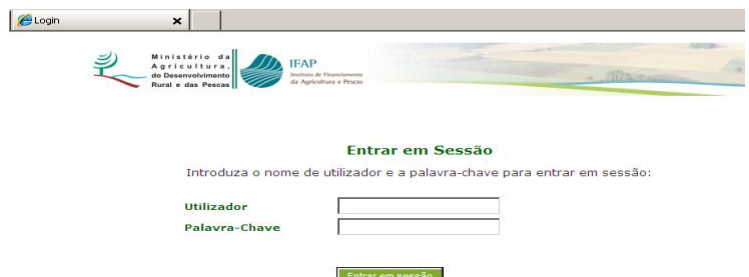 Login
Ministério da
Agricultura,
do Desenvolvimento
Rural e das Pescas
IFAP
Instituto de Financiamento
da Agricultura e Pescas
Entrar em Sessão
Introduza o nome de utilizador e a palavra-chave para entrar em sessão:
Utilizador
Palavra-Chave
Entrar em sessão